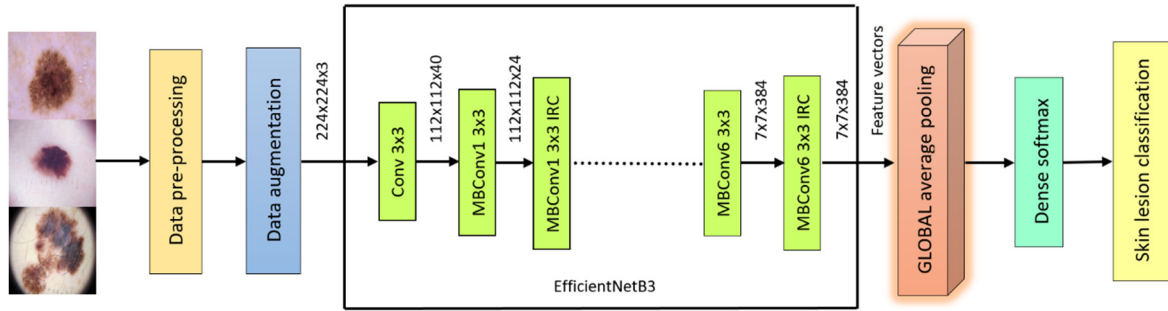 Data pre-processing
Data augmentation
224x224x3
Conv 3x3
112x112x40
MBConv1 3x3
112x112x24
MBConv1 3x3 IRC
MBConv6 3x3
7x7x384
MBConv6 3x3 IRC
7x7x384
EfficientNetB3
Feature vectors
GLOBAL average pooling
Dense softmax
Skin lesion classification